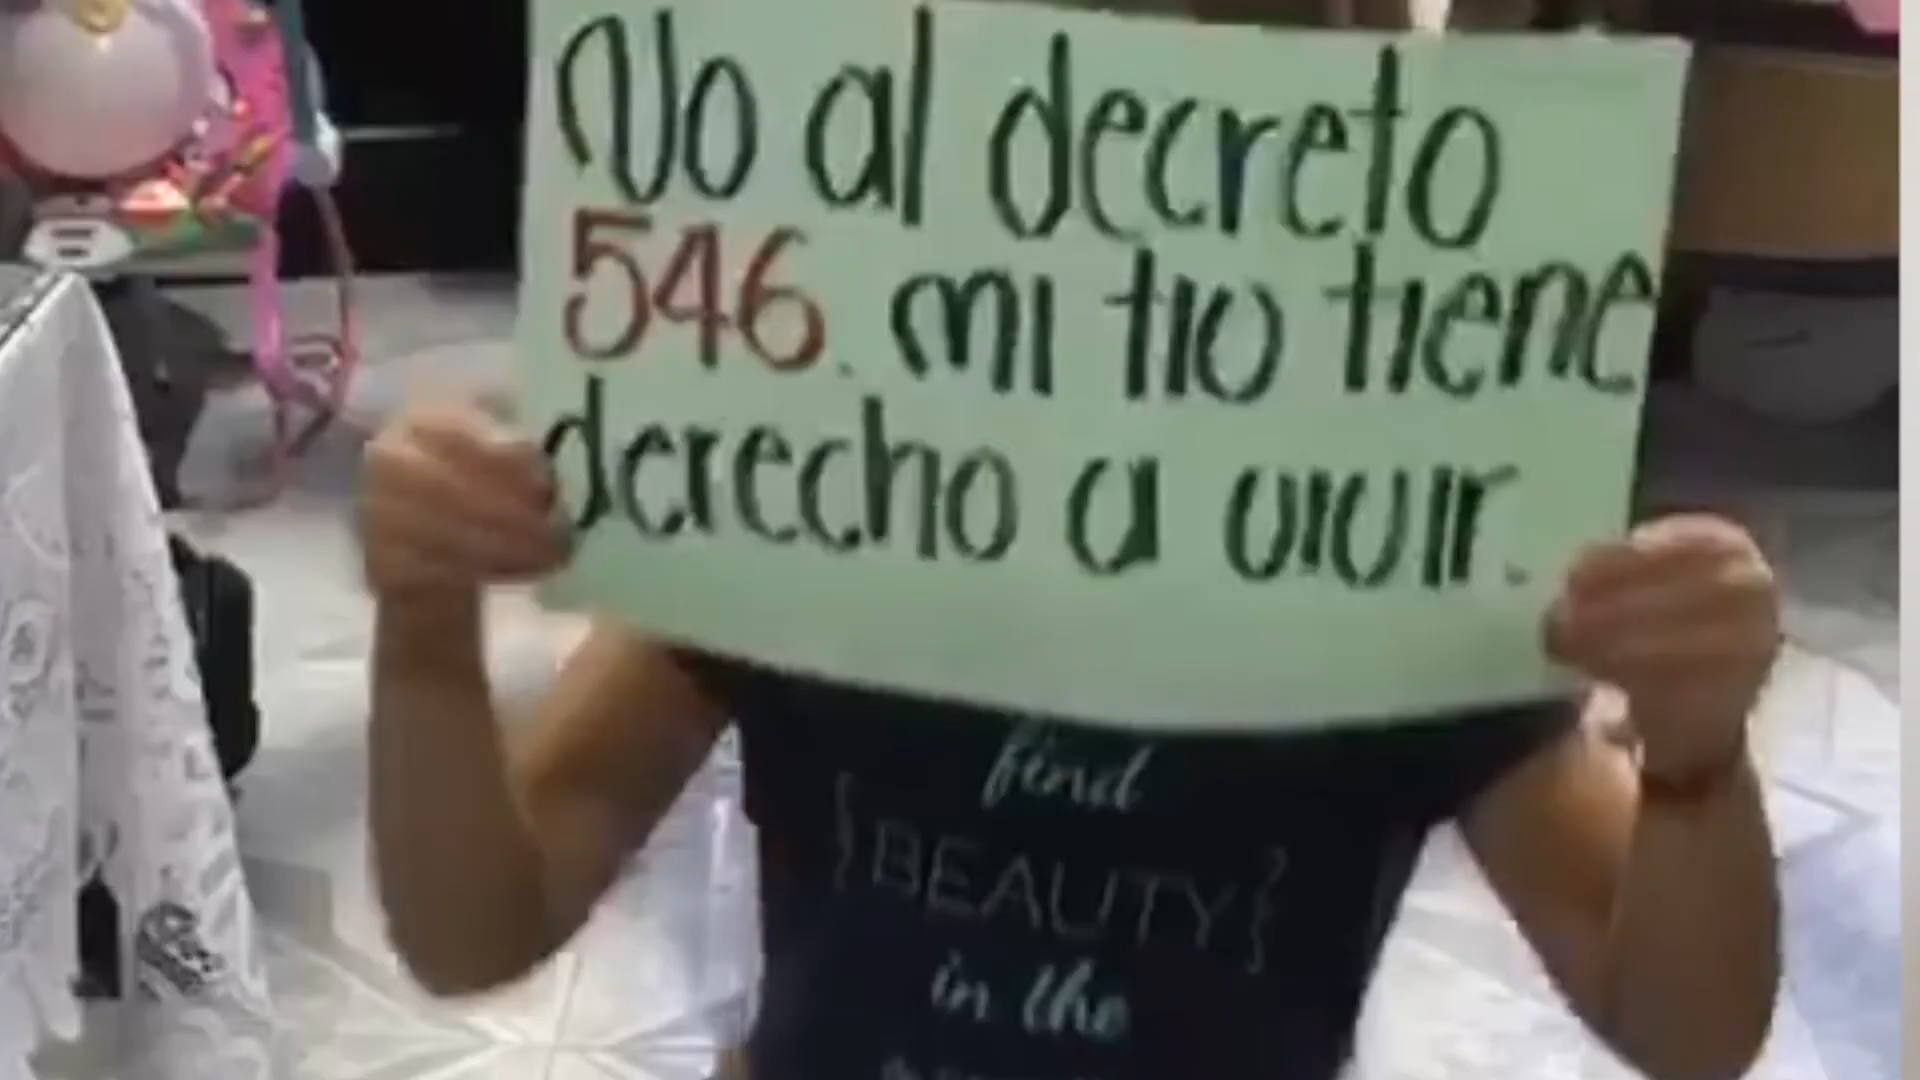 No al decreto
546. mi tio tiene
derecho a vivir.
find
{BEAUTY}
in the